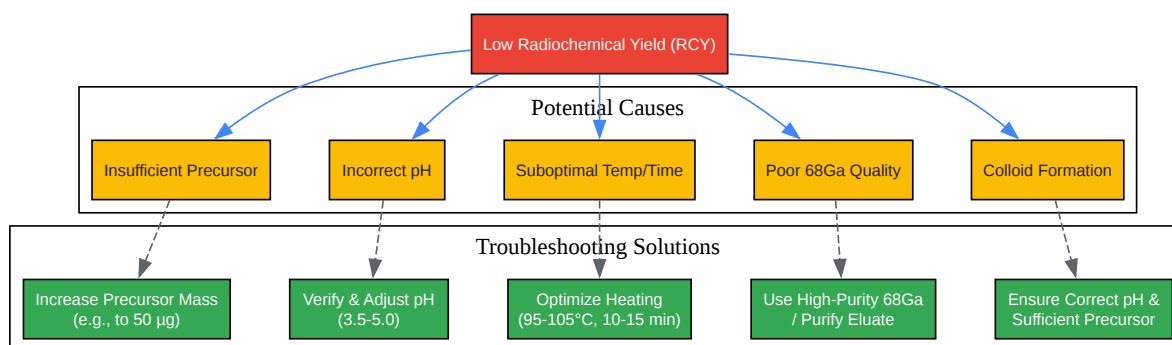 Low Radiochemical Yield (RCY)
Potential Causes
Insufficient Precursor
Incorrect pH
Suboptimal Temp/Time
Poor 68Ga Quality
Colloid Formation
Troubleshooting Solutions
Increase Precursor Mass
(e.g., to 50 µg)
Verify & Adjust pH
(3.5-5.0)
Optimize Heating
(95-105°C, 10-15 min)
Use High-Purity 68Ga
/ Purify Eluate
Ensure Correct pH &
Sufficient Precursor